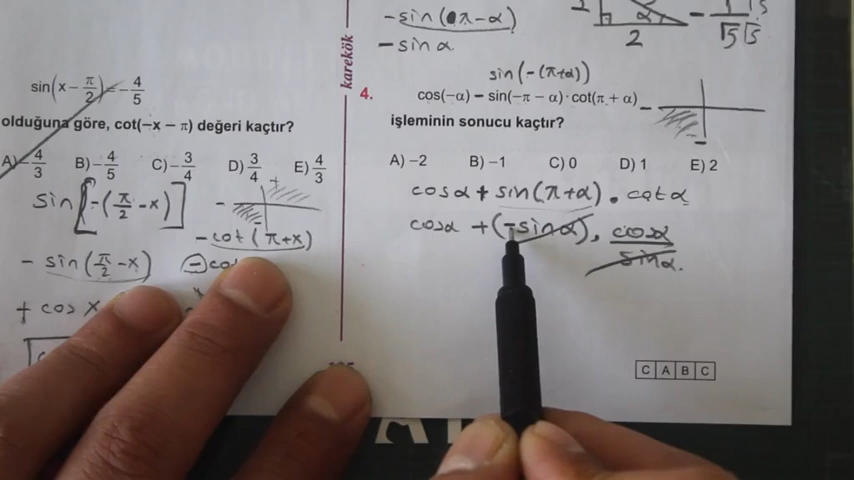 sin(x - π/2) = -4/5
olduğuna göre, cot(-x - π) değeri kaçtır?
A) -4/3 B) -4/5 C) -3/4 D) 3/4 E) 4/3
sin[-(π/2 - x)]
-cot(π+x)
- sin(π/2 - x)
+ cos x
karekök
-sin(π-α)
-sinα
2
4.
sin(-(π+α))
cos(-α) - sin(-π - α)·cot(π + α)
işleminin sonucu kaçtır?
A) -2 B) -1 C) 0 D) 1 E) 2
cosα + sin(π+α) . cotα
cosα + (-sinα) . cosα/sinα.
C A B C